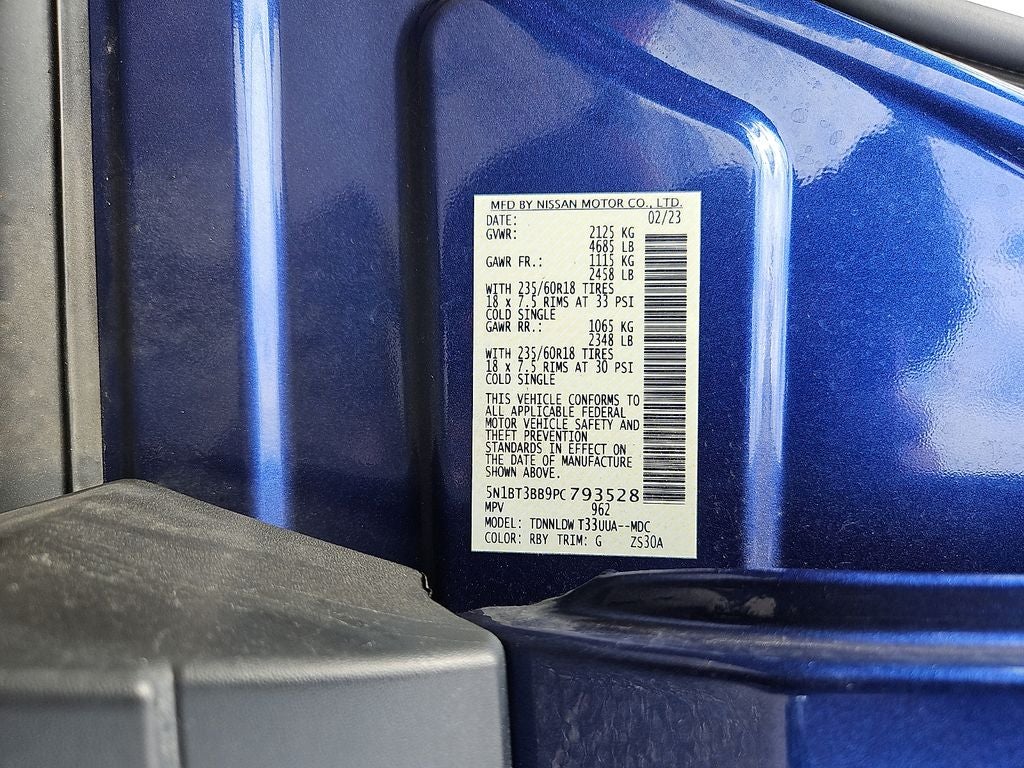 MFD BY NISSAN MOTOR CO., LTD.
DATE: 02/23
GVWR: 2125 KG
4685 LB
GAWR FR.: 1115 KG
2458 LB
WITH 235/60R18 TIRES
18 x 7.5 RIMS AT 33 PSI
COLD SINGLE
GAWR RR.: 1065 KG
2348 LB
WITH 235/60R18 TIRES
18 x 7.5 RIMS AT 30 PSI
COLD SINGLE
THIS VEHICLE CONFORMS TO
ALL APPLICABLE FEDERAL
MOTOR VEHICLE SAFETY AND
THEFT PREVENTION
STANDARDS IN EFFECT ON
THE DATE OF MANUFACTURE
SHOWN ABOVE.
5N1BT3BB9PC793528
MPV 962
MODEL: TDNNLDW T33UUA--MDC
COLOR: RBY TRIM: G ZS30A